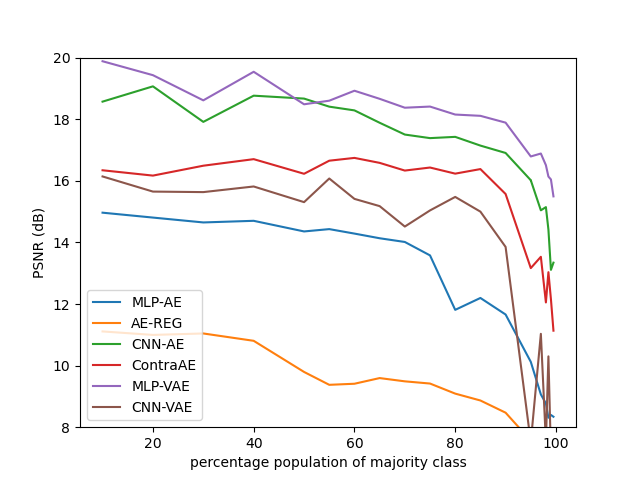 20
18
16
14
12
10
8
PSNR (dB)
MLP-AE
AE-REG
CNN-AE
ContraAE
MLP-VAE
CNN-VAE
20 40 60 80 100
percentage population of majority class